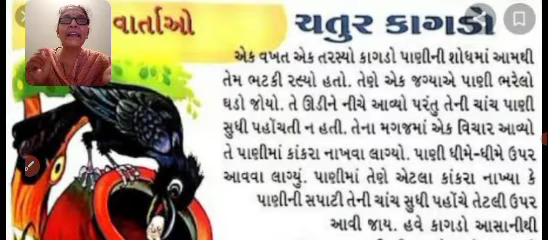 વાર્તાઓ
ચતુર કાગડો
એક વખત એક તરસ્યો કાગડો પાણીની શોધમાં આમથી
તેમ ભટકી રહ્યો હતો. તેણે એક જગ્યાએ પાણી ભરેલો
ઘડો જોયો. તે ઊડીને નીચે આવ્યો પરંતુ તેની ચાંચ પાણી
સુધી પહોંચતી ન હતી. તેના મગજમાં એક વિચાર આવ્યો
તે પાણીમાં કાંકરા નાખવા લાગ્યો. પાણી ધીમે-ધીમે ઉપર
આવવા લાગ્યું. પાણીમાં તેણે એટલા કાંકરા નાખ્યા કે
પાણીની સપાટી તેની ચાંચ સુધી પહોંચે તેટલી ઉપર
આવી જાય. હવે કાગડો આસાનીથી